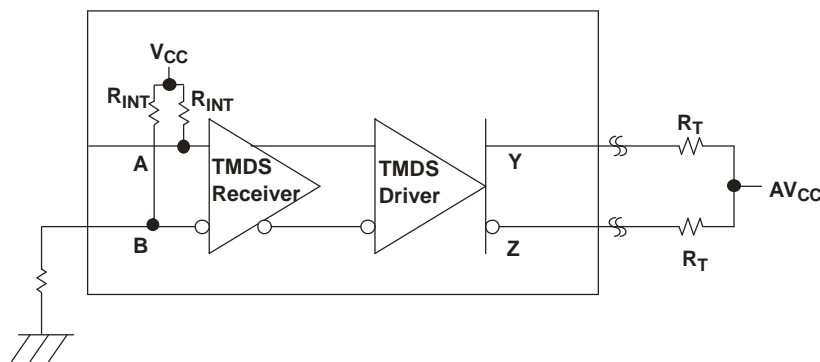 VCC
RINT
RINT
RT
A
TMDS
Receiver
TMDS
Driver
Y
AVCC
B
Z
RT